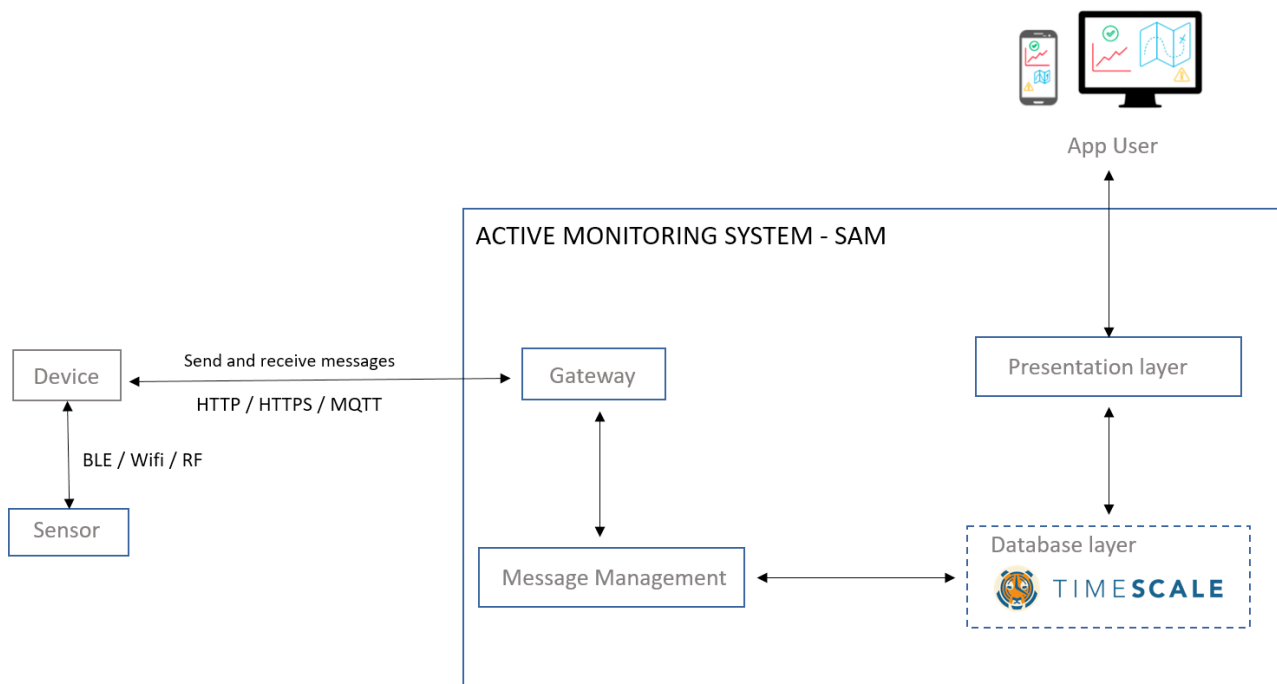 App User
ACTIVE MONITORING SYSTEM - SAM
Send and receive messages
Device
Gateway
Presentation layer
HTTP / HTTPS / MQTT
BLE / Wifi / RF
Sensor
Database layer
Message Management
TIMESCALE